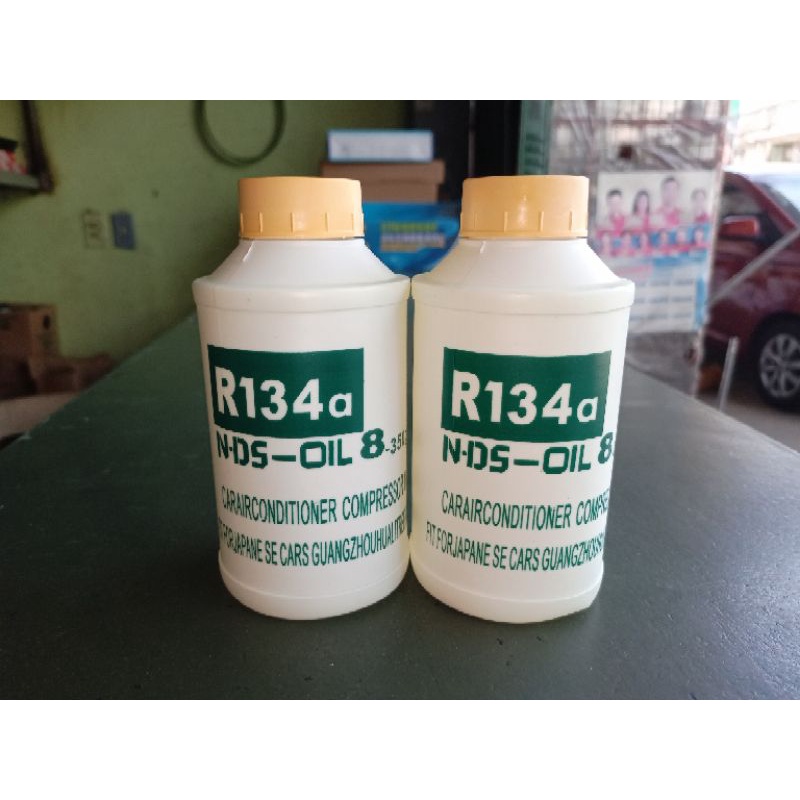 R134a
N-DS-OIL 8
CARAIRCONDITIONER
FIT FORJAPANE SE CARS
R134a
N-DS-OIL 8
CARAIRCONDITIONER
FIT FORJAPANE SE CARS